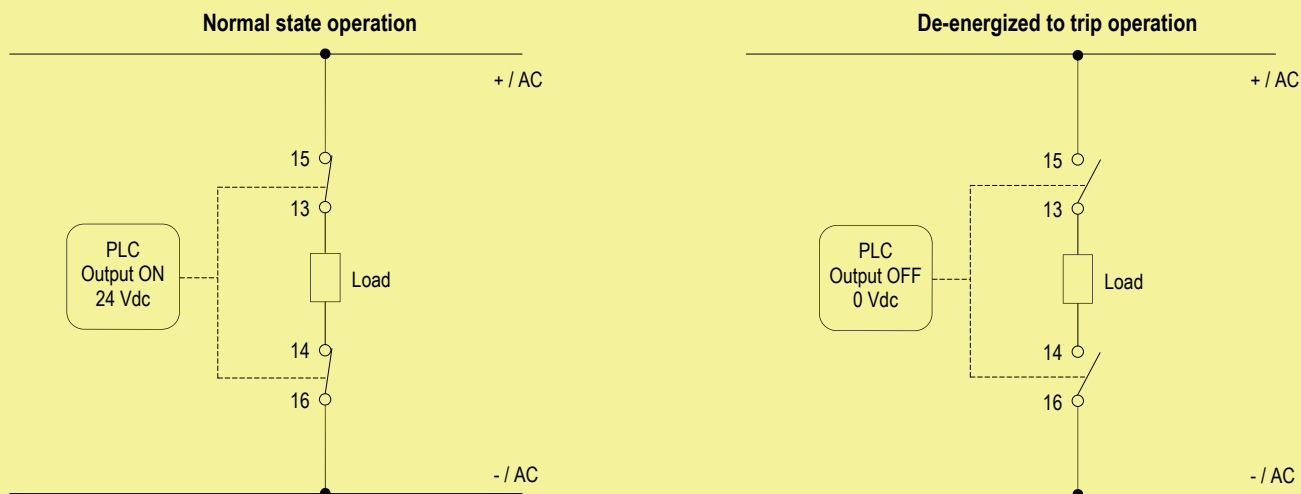 Normal state operation
+ / AC
15
13
PLC
Output ON
24 Vdc
Load
14
16
- / AC
De-energized to trip operation
+ / AC
15
13
PLC
Output OFF
0 Vdc
Load
14
16
- / AC